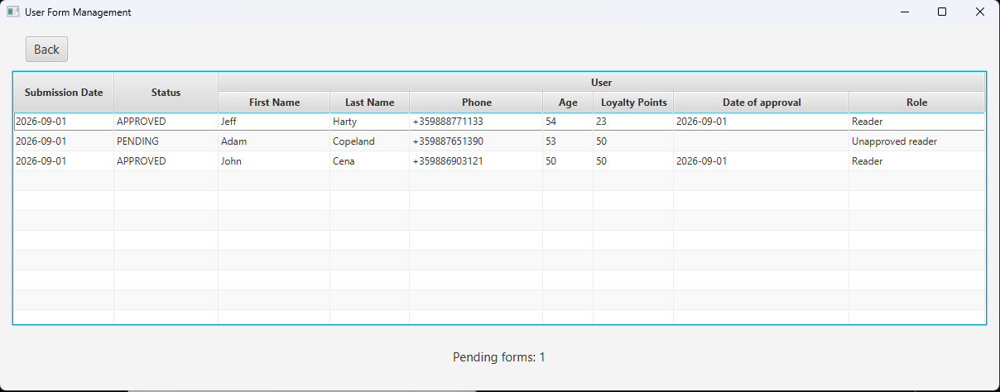 User Form Management
Back
User
Submission Date Status First Name Last Name Phone Age Loyalty Points Date of approval Role
2026-09-01 APPROVED Jeff Harty +359888771133 54 23 2026-09-01 Reader
2026-09-01 PENDING Adam Copeland +359887651390 53 50 Unapproved reader
2026-09-01 APPROVED John Cena +359886903121 50 50 2026-09-01 Reader
Pending forms: 1